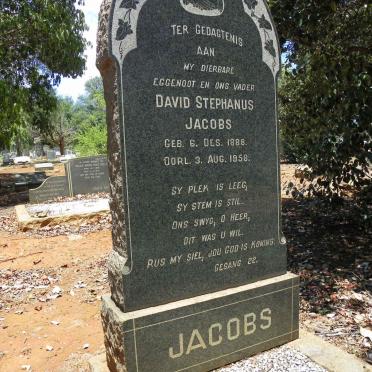 TER GEDAGTENIS
AAN
MY DIERBARE
EGGENOOT EN ONS VADER
DAVID STEPHANUS
JACOBS
GEB. 6. DES. 1886.
OORL. 3. AUG. 1958.
SY PLEK IS LEEG,
SY STEM IS STIL.
ONS SWYG, O HEER,
DIT WAS U WIL.
RUS MY SIEL, JOU GOD IS KONING.
GESANG 22.
JACOBS